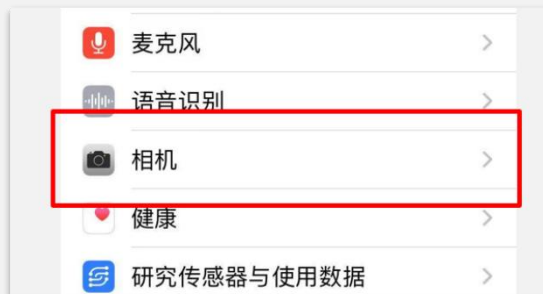 麦克风
语音识别
相机
健康
研究传感器与使用数据